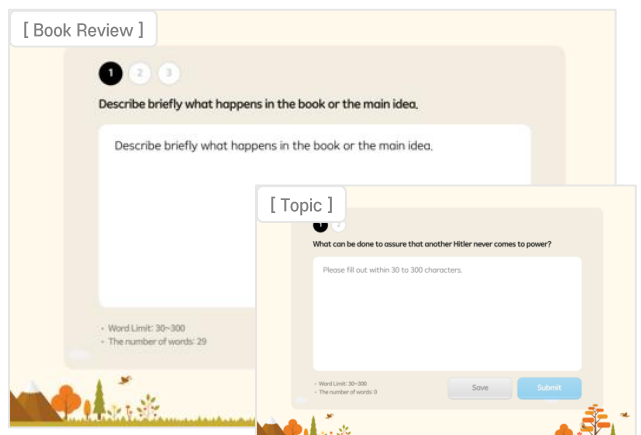 [ Book Review ]
1 2 3
Describe briefly what happens in the book or the main idea.
Describe briefly what happens in the book or the main idea.
- Word Limit: 30~300
- The number of words: 29
[ Topic ]
1 2
What can be done to assure that another Hitler never comes to power?
Please fill out within 30 to 300 characters.
- Word Limit: 30~300
- The number of words: 0
Save Submit